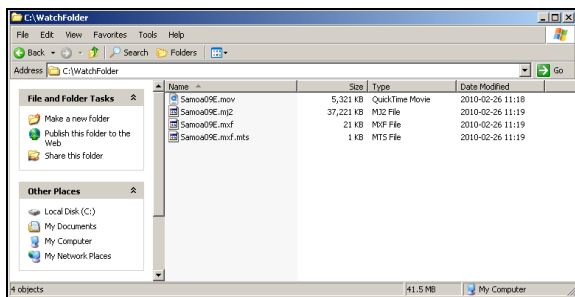 C:\WatchFolder
File Edit View Favorites Tools Help
Back Search Folders
Address C:\WatchFolder Go
Name Size Type Date Modified
File and Folder Tasks
Make a new folder
Publish this folder to the Web
Share this folder
Other Places
Local Disk (C:)
My Documents
My Computer
My Network Places
Samoa09E.mov 5,321 KB QuickTime Movie 2010-02-26 11:18
Samoa09E.mj2 37,221 KB MJ2 File 2010-02-26 11:19
Samoa09E.mxf 21 KB MXF File 2010-02-26 11:19
Samoa09E.mxf.mts 1 KB MTS File 2010-02-26 11:19
4 objects 41.5 MB My Computer